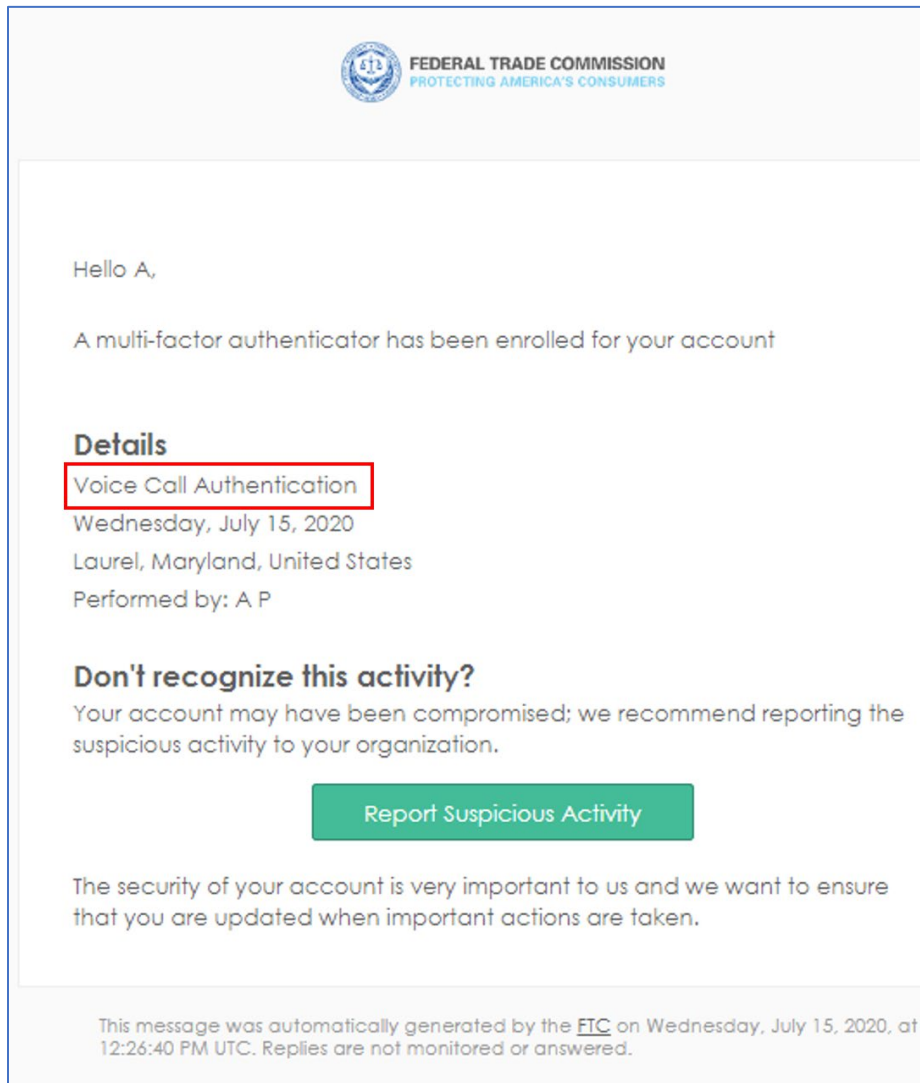 FEDERAL TRADE COMMISSION
PROTECTING AMERICA'S CONSUMERS
Hello A,
A multi-factor authenticator has been enrolled for your account
Details
Voice Call Authentication
Wednesday, July 15, 2020
Laurel, Maryland, United States
Performed by: A P
Don't recognize this activity?
Your account may have been compromised; we recommend reporting the
suspicious activity to your organization.
Report Suspicious Activity
The security of your account is very important to us and we want to ensure
that you are updated when important actions are taken.
This message was automatically generated by the FTC on Wednesday, July 15, 2020, at
12:26:40 PM UTC. Replies are not monitored or answered.